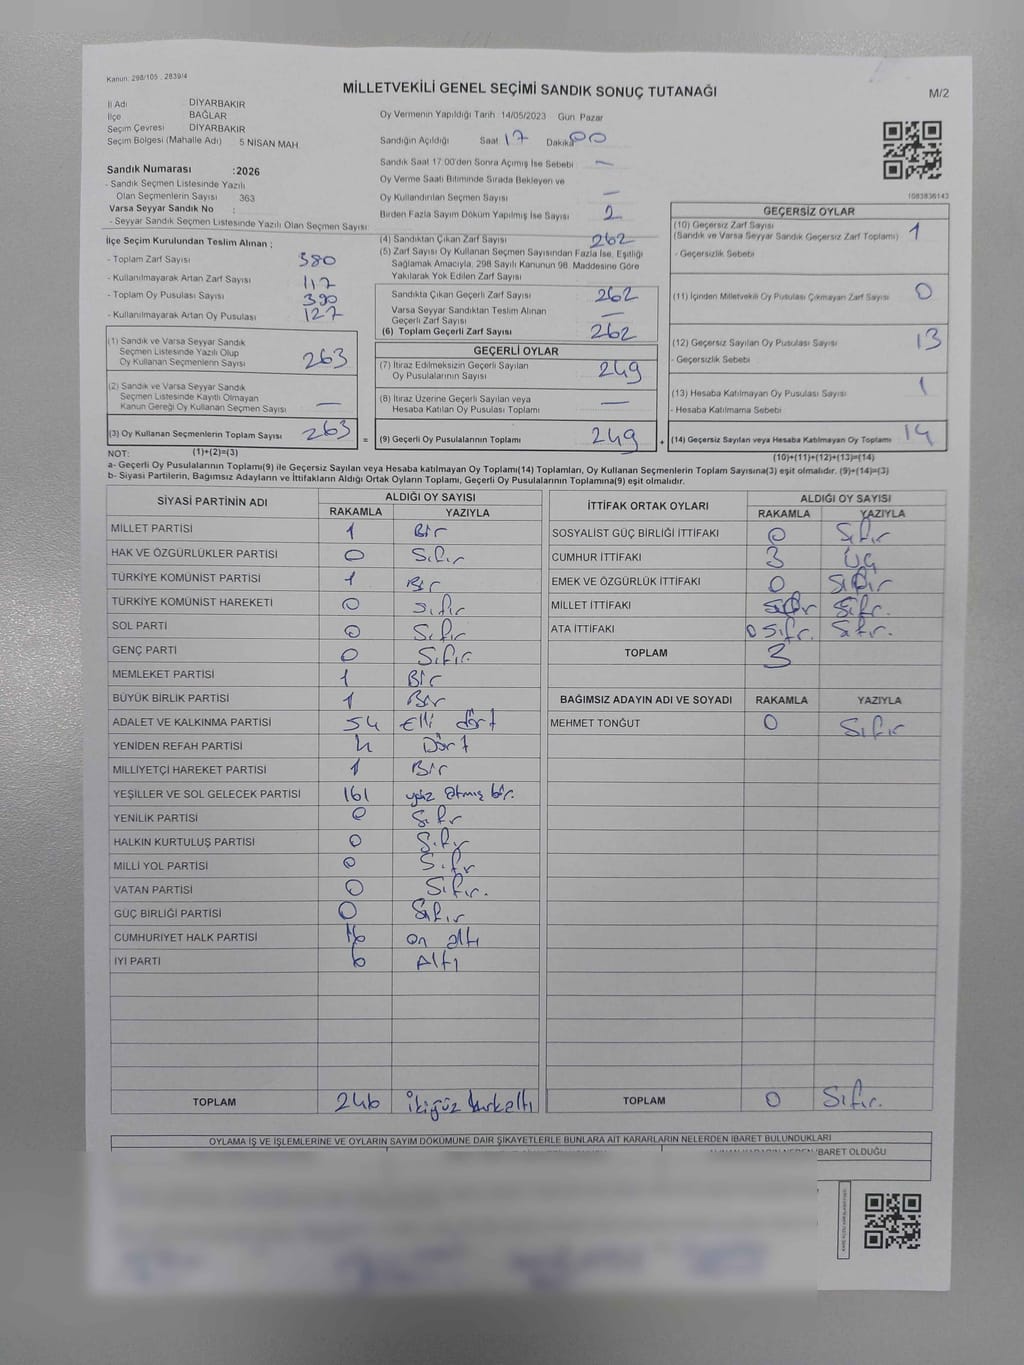 Kanun: 298/105 , 2839/4
MİLLETVEKİLİ GENEL SEÇİMİ SANDIK SONUÇ TUTANAĞI
M/2
İl Adı DİYARBAKIR
İlçe BAĞLAR
Seçim Çevresi DİYARBAKIR
Seçim Bölgesi (Mahalle Adı) 5 NİSAN MAH.
Oy Vermenin Yapıldığı Tarih 14/05/2023 Gün Pazar
Sandığın Açıldığı Saat 17 Dakika 00
Sandık Saat 17:00'den Sonra Açımış İse Sebebi —
Oy Verme Saati Bitiminde Sırada Bekleyen ve
Oy Kullandırılan Seçmen Sayısı —
Birden Fazla Sayım Döküm Yapılmış İse Sayısı 2
1083836143
Sandık Numarası :2026
- Sandık Seçmen Listesinde Yazılı
Olan Seçmenlerin Sayısı 363
Varsa Seyyar Sandık No :
- Seyyar Sandık Seçmen Listesinde Yazılı Olan Seçmen Sayısı:
İlçe Seçim Kurulundan Teslim Alınan ;
- Toplam Zarf Sayısı 380
- Kullanılmayarak Artan Zarf Sayısı 117
- Toplam Oy Pusulası Sayısı 390
- Kullanılmayarak Artan Oy Pusulası 127
(1) Sandık ve Varsa Seyyar Sandık
Seçmen Listesinde Yazılı Olup
Oy Kullanan Seçmenlerin Sayısı 263
(2) Sandık ve Varsa Seyyar Sandık
Seçmen Listesinde Kayıtlı Olmayan
Kanun Gereği Oy Kullanan Seçmen Sayısı —
(3) Oy Kullanan Seçmenlerin Toplam Sayısı 263
(4) Sandıktan Çıkan Zarf Sayısı 262
(5) Zarf Sayısı Oy Kullanan Seçmen Sayısından Fazla İse, Eşitliği
Sağlamak Amacıyla, 298 Sayılı Kanunun 98. Maddesine Göre
Yakılarak Yok Edilen Zarf Sayısı
Sandıkta Çıkan Geçerli Zarf Sayısı 262
Varsa Seyyar Sandıktan Teslim Alınan
Geçerli Zarf Sayısı —
(6) Toplam Geçerli Zarf Sayısı 262
GEÇERLİ OYLAR
(7) İtiraz Edilmeksizin Geçerli Sayılan
Oy Pusulalarının Sayısı 249
(8) İtiraz Üzerine Geçerli Sayılan veya
Hesaba Katılan Oy Pusulası Toplamı —
= (9) Geçerli Oy Pusulalarının Toplamı 249
GEÇERSİZ OYLAR
(10) Geçersiz Zarf Sayısı
(Sandık ve Varsa Seyyar Sandık Geçersiz Zarf Toplamı) 1
- Geçersizlik Sebebi
(11) İçinden Milletvekili Oy Pusulası Çıkmayan Zarf Sayısı 0
(12) Geçersiz Sayılan Oy Pusulası Sayısı 13
- Geçersizlik Sebebi
(13) Hesaba Katılmayan Oy Pusulası Sayısı 1
- Hesaba Katılmama Sebebi
+ (14) Geçersiz Sayılan veya Hesaba Katılmayan Oy Toplamı 14
NOT: (1)+(2)=(3) (10)+(11)+(12)+(13)=(14)
a- Geçerli Oy Pusulalarının Toplamı(9) ile Geçersiz Sayılan veya Hesaba katılmayan Oy Toplamı(14) Toplamları, Oy Kullanan Seçmenlerin Toplam Sayısına(3) eşit olmalıdır. (9)+(14)=(3)
b- Siyasi Partilerin, Bağımsız Adayların ve İttifakların Aldığı Ortak Oyların Toplamı, Geçerli Oy Pusulalarının Toplamına(9) eşit olmalıdır.
SİYASİ PARTİNİN ADI ALDIĞI OY SAYISI
RAKAMLA YAZIYLA
MİLLET PARTİSİ 1 Bir
HAK VE ÖZGÜRLÜKLER PARTİSİ 0 Sıfır
TÜRKİYE KOMÜNİST PARTİSİ 1 Bir
TÜRKİYE KOMÜNİST HAREKETİ 0 Sıfır
SOL PARTİ 0 Sıfır
GENÇ PARTİ 0 Sıfır
MEMLEKET PARTİSİ 1 Bir
BÜYÜK BİRLİK PARTİSİ 1 Bir
ADALET VE KALKINMA PARTİSİ 54 Elli dört
YENİDEN REFAH PARTİSİ 4 Dört
MİLLİYETÇİ HAREKET PARTİSİ 1 Bir
YEŞİLLER VE SOL GELECEK PARTİSİ 161 yüz Atmış bir.
YENİLİK PARTİSİ 0 Sıfır
HALKIN KURTULUŞ PARTİSİ 0 Sıfır
MİLLİ YOL PARTİSİ 0 Sıfır
VATAN PARTİSİ 0 Sıfır.
GÜÇ BİRLİĞİ PARTİSİ 0 Sıfır
CUMHURİYET HALK PARTİSİ 16 on altı
İYİ PARTİ 6 Altı
TOPLAM 246 ikiyüz kırkaltı
İTTİFAK ORTAK OYLARI ALDIĞI OY SAYISI
RAKAMLA YAZIYLA
SOSYALİST GÜÇ BİRLİĞİ İTTİFAKI 0 Sıfır
CUMHUR İTTİFAKI 3 Üç
EMEK VE ÖZGÜRLÜK İTTİFAKI 0 Sıfır
MİLLET İTTİFAKI Sıfır Sıfır.
ATA İTTİFAKI 0 Sıfır. Sıfır.
TOPLAM 3
BAĞIMSIZ ADAYIN ADI VE SOYADI RAKAMLA YAZIYLA
MEHMET TONĞUT 0 Sıfır
TOPLAM 0 Sıfır.
OYLAMA İŞ VE İŞLEMLERİNE VE OYLARIN SAYIM DÖKÜMÜNE DAİR ŞİKAYETLERLE BUNLARA AİT KARARLARIN NELERDEN İBARET BULUNDUKLARI
İBARET OLDUĞU